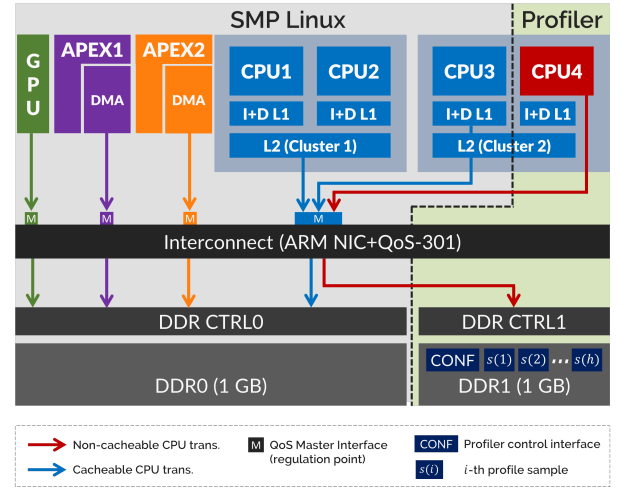 SMP Linux
Profiler
GPU
APEX1
DMA
APEX2
DMA
CPU1
CPU2
CPU3
CPU4
I+D L1
I+D L1
I+D L1
I+D L1
L2 (Cluster 1)
L2 (Cluster 2)
M
M
M
M
Interconnect (ARM NIC+QoS-301)
DDR CTRL0
DDR CTRL1
CONF s(1) s(2) ••• s(h)
DDR0 (1 GB)
DDR1 (1 GB)
Non-cacheable CPU trans.
Cacheable CPU trans.
M QoS Master Interface
(regulation point)
CONF Profiler control interface
s(i) i-th profile sample